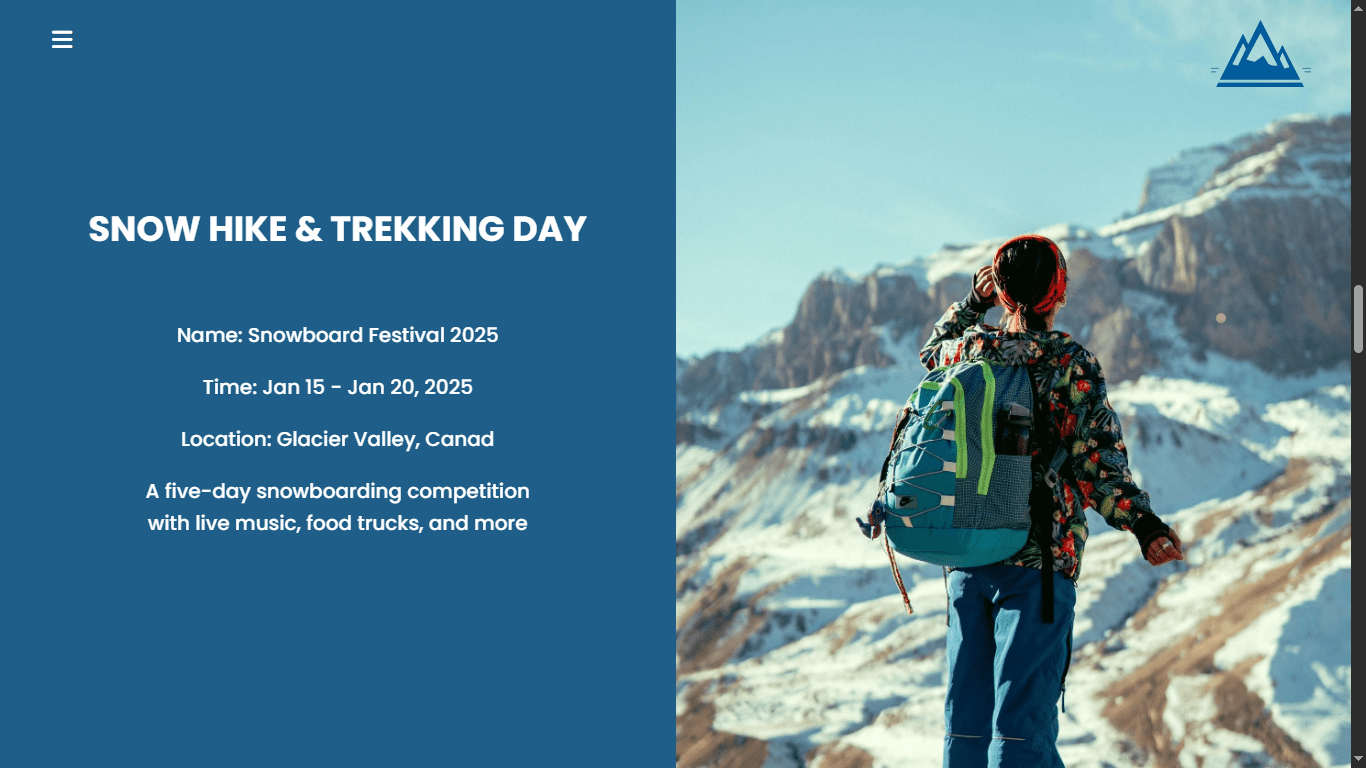 SNOW HIKE & TREKKING DAY
Name: Snowboard Festival 2025
Time: Jan 15 - Jan 20, 2025
Location: Glacier Valley, Canad
A five-day snowboarding competition
with live music, food trucks, and more